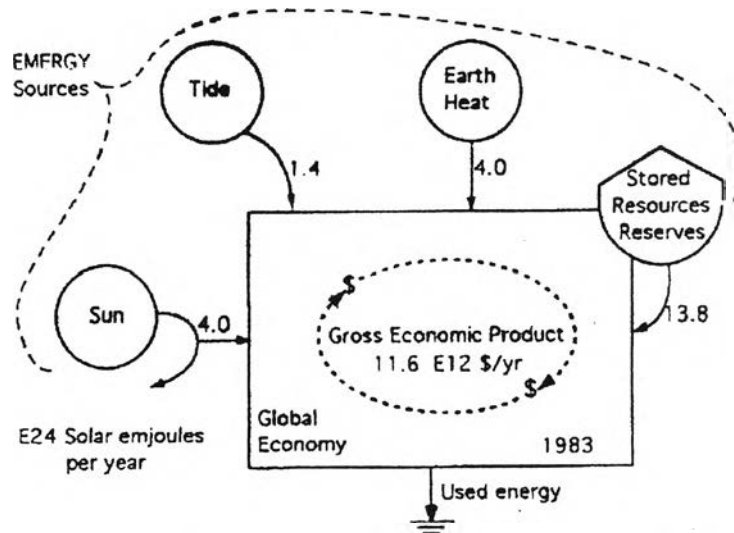 EMFRGY
Sources
Tide
Earth
Heat
1.4
4.0
Stored
Resources
Reserves
Sun
4.0
13.8
$
Gross Economic Product
11.6 E12 $/yr
$
E24 Solar emjoules
per year
Global
Economy
1983
Used energy